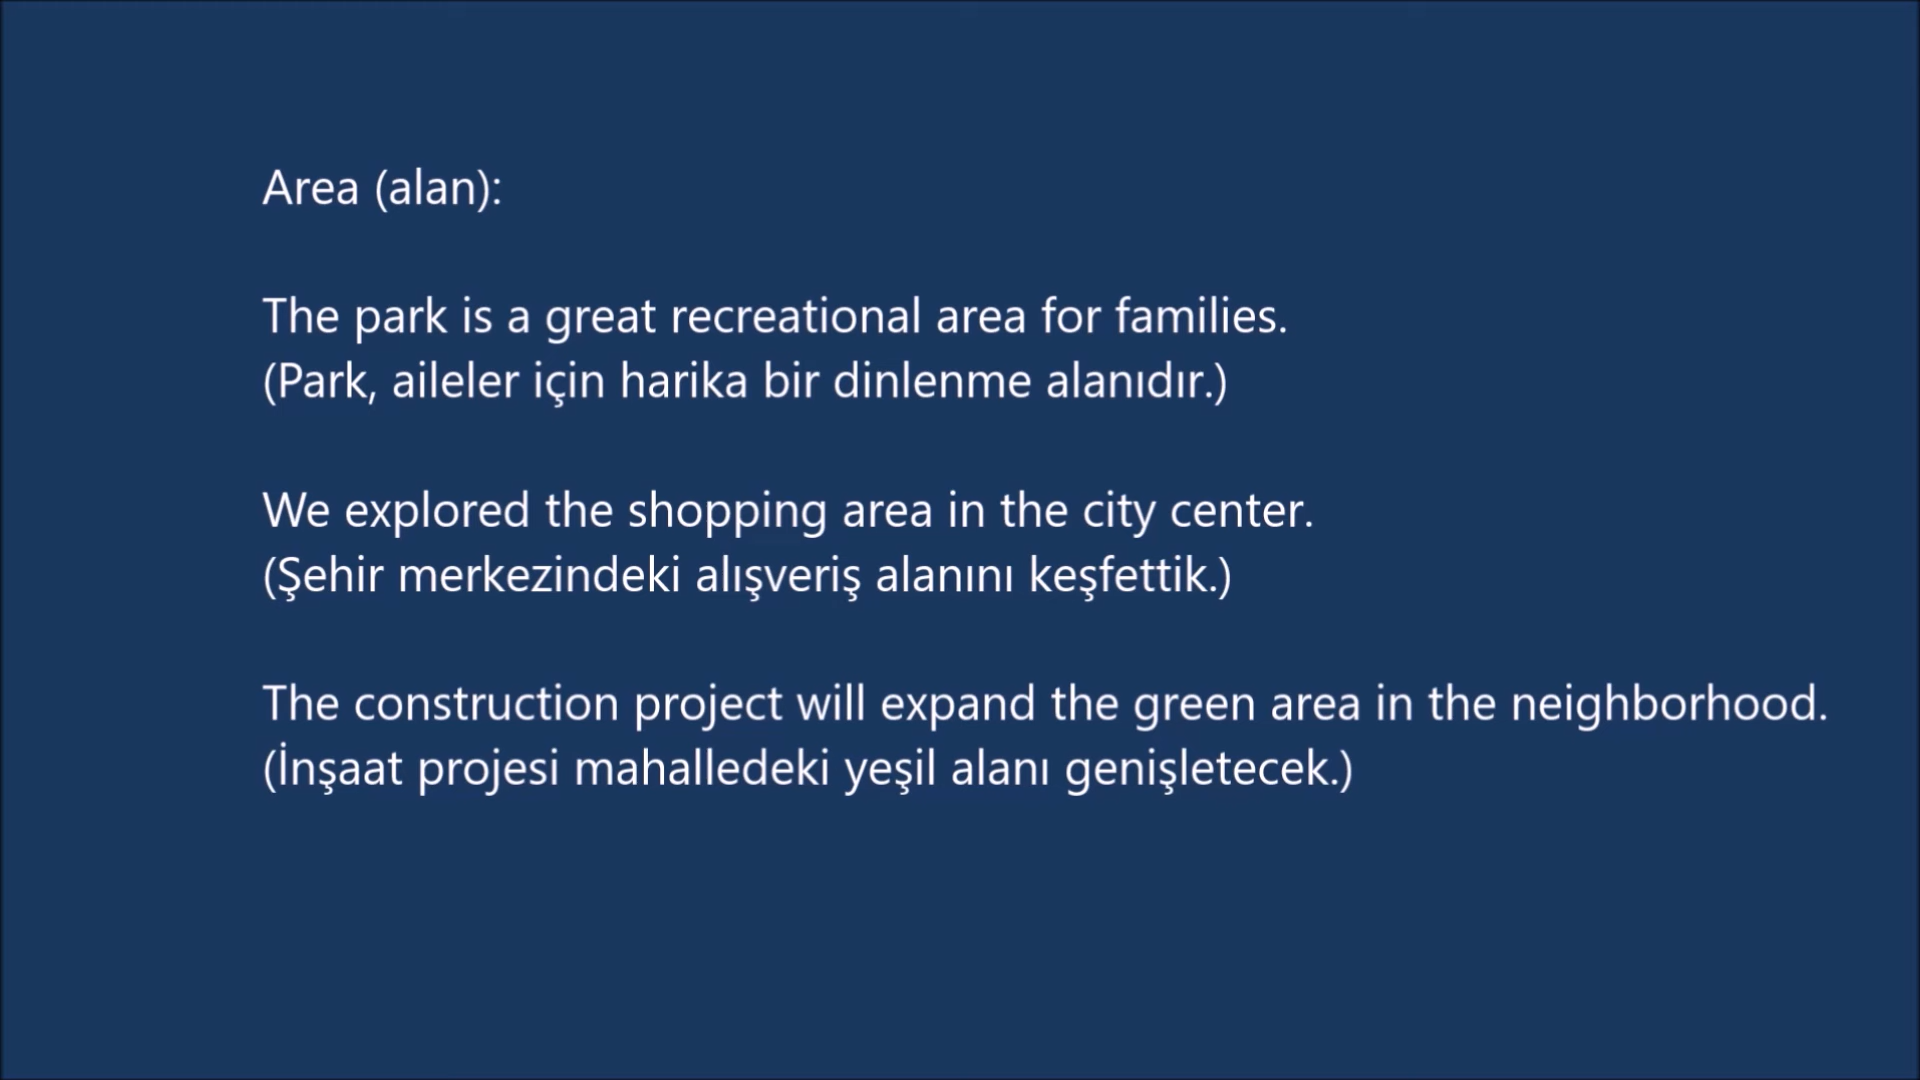 Area (alan):
The park is a great recreational area for families.
(Park, aileler için harika bir dinlenme alanıdır.)
We explored the shopping area in the city center.
(Şehir merkezindeki alışveriş alanını keşfettik.)
The construction project will expand the green area in the neighborhood.
(İnşaat projesi mahalledeki yeşil alanı genişletecek.)